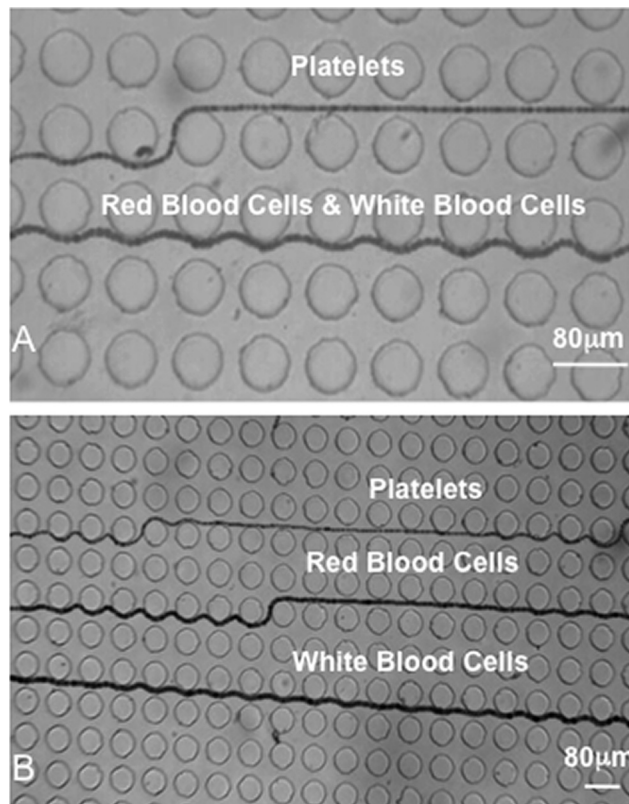 Platelets
Red Blood Cells & White Blood Cells
A
80μm
Platelets
Red Blood Cells
White Blood Cells
80μm
B